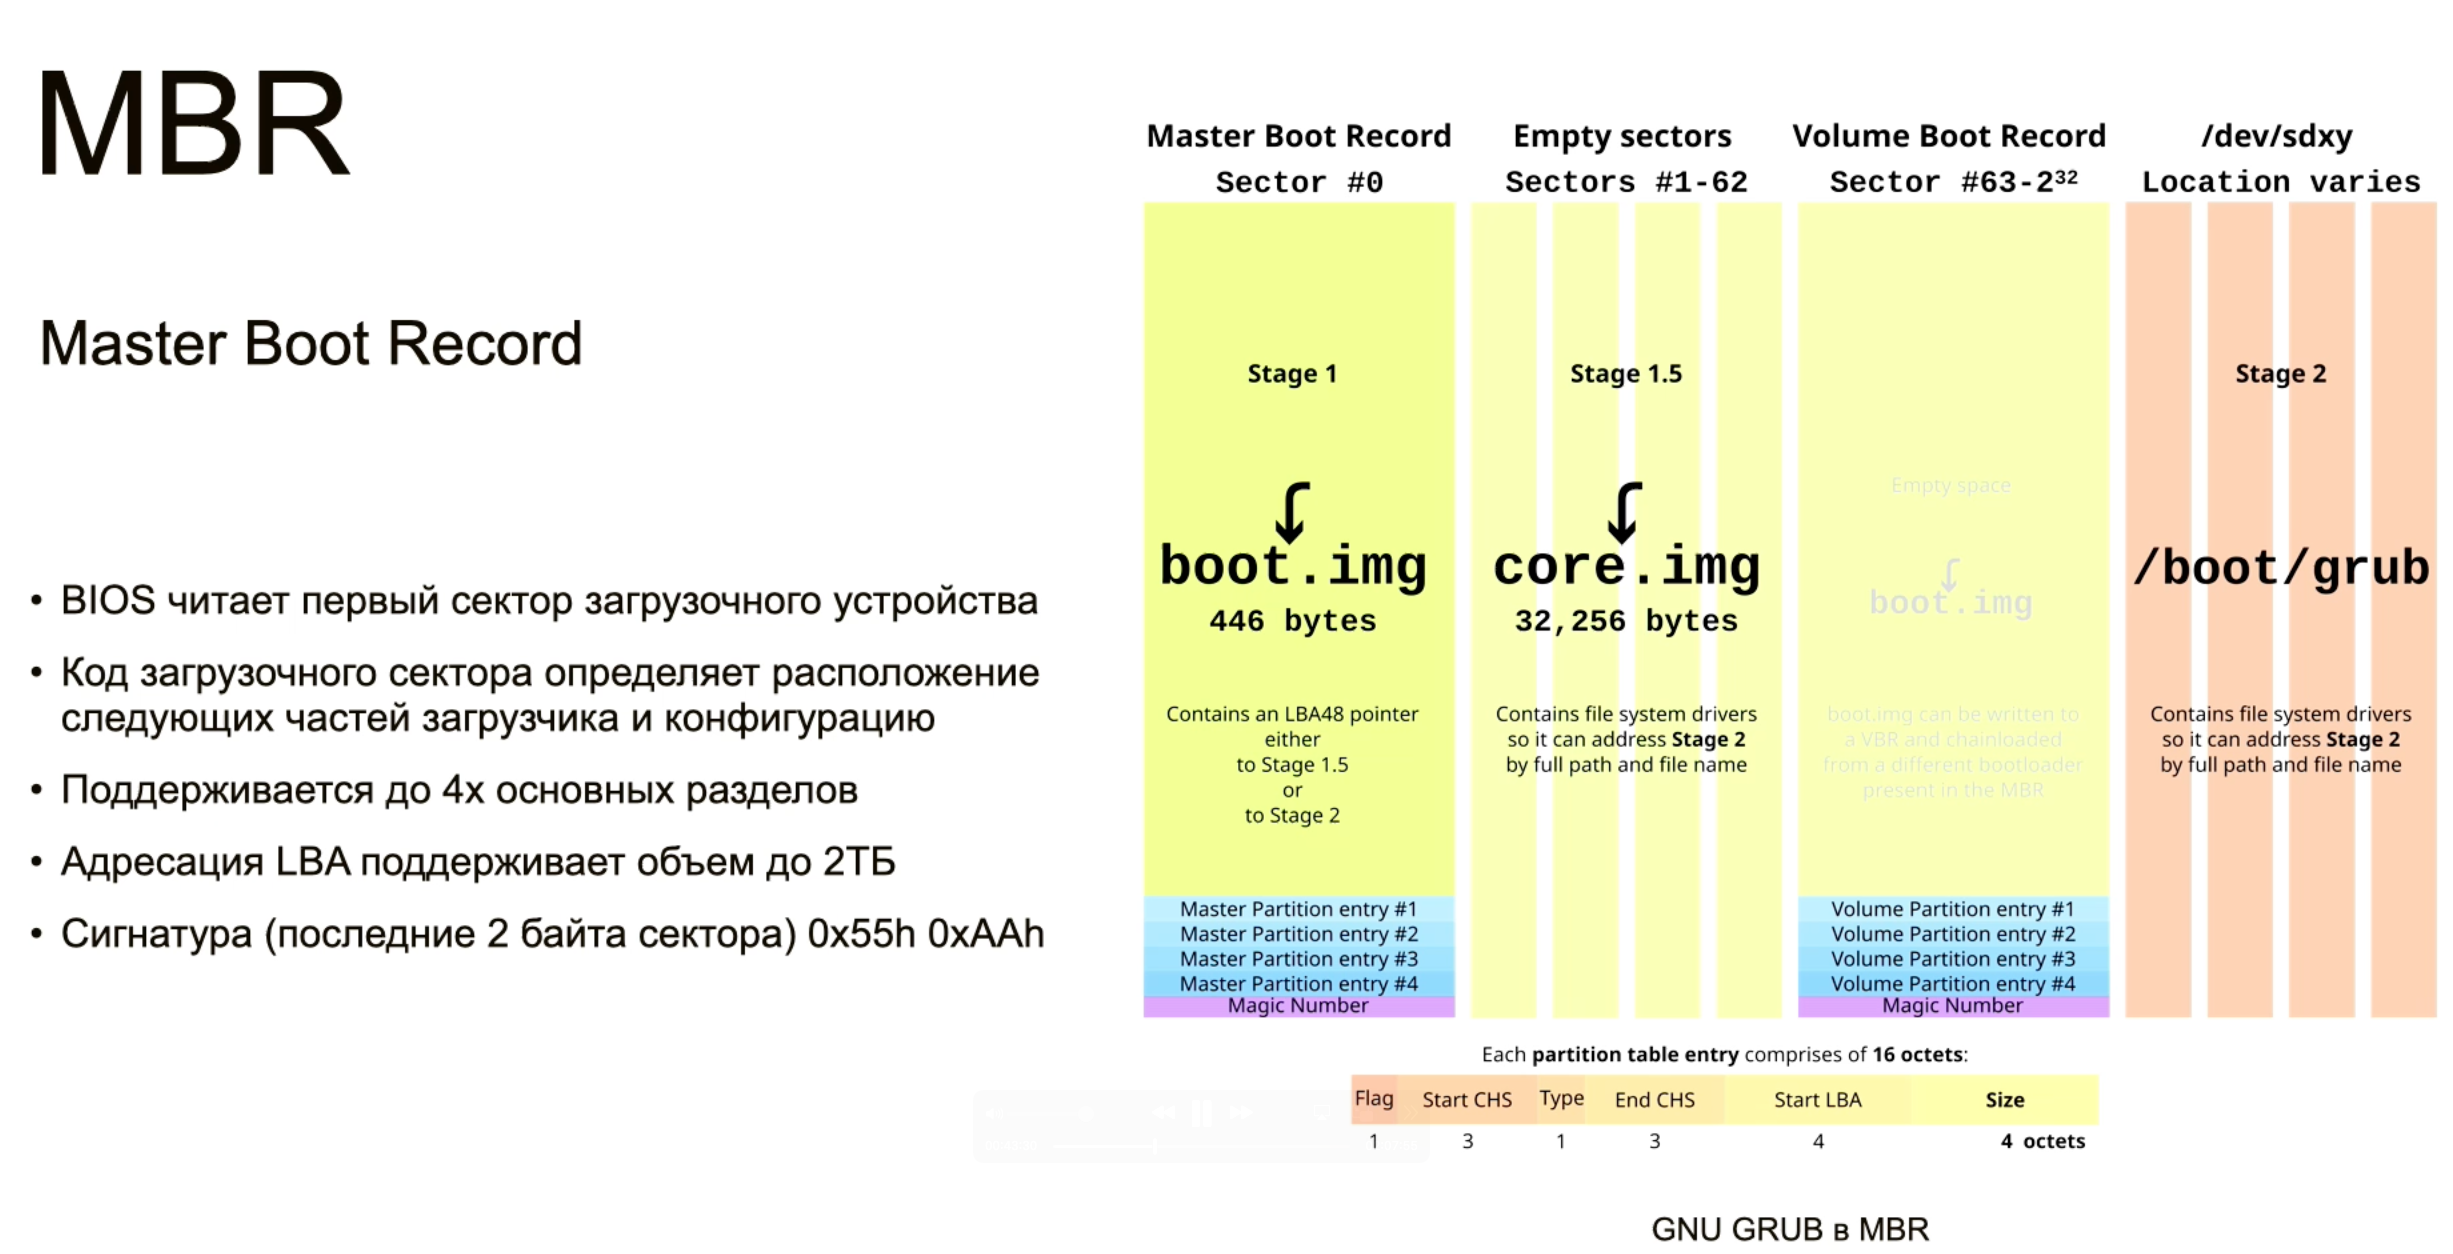 MBR
Master Boot Record
• BIOS читает первый сектор загрузочного устройства
• Код загрузочного сектора определяет расположение
следующих частей загрузчика и конфигурацию
• Поддерживается до 4х основных разделов
• Адресация LBA поддерживает объем до 2ТБ
• Сигнатура (последние 2 байта сектора) 0x55h 0xAAh
Master Boot Record
Sector #0
Stage 1
boot.img
446 bytes
Contains an LBA48 pointer
either
to Stage 1.5
or
to Stage 2
Master Partition entry #1
Master Partition entry #2
Master Partition entry #3
Master Partition entry #4
Magic Number
Empty sectors
Sectors #1-62
Stage 1.5
core.img
32,256 bytes
Contains file system drivers
so it can address Stage 2
by full path and file name
Volume Boot Record
Sector #63-2³²
Empty space
boot.img
boot.img can be written to
a VBR and chainloaded
from a different bootloader
present in the MBR
Volume Partition entry #1
Volume Partition entry #2
Volume Partition entry #3
Volume Partition entry #4
Magic Number
/dev/sdxy
Location varies
Stage 2
/boot/grub
Contains file system drivers
so it can address Stage 2
by full path and file name
Each partition table entry comprises of 16 octets:
Flag Start CHS Type End CHS Start LBA Size
1 3 1 3 4 4 octets
GNU GRUB в MBR